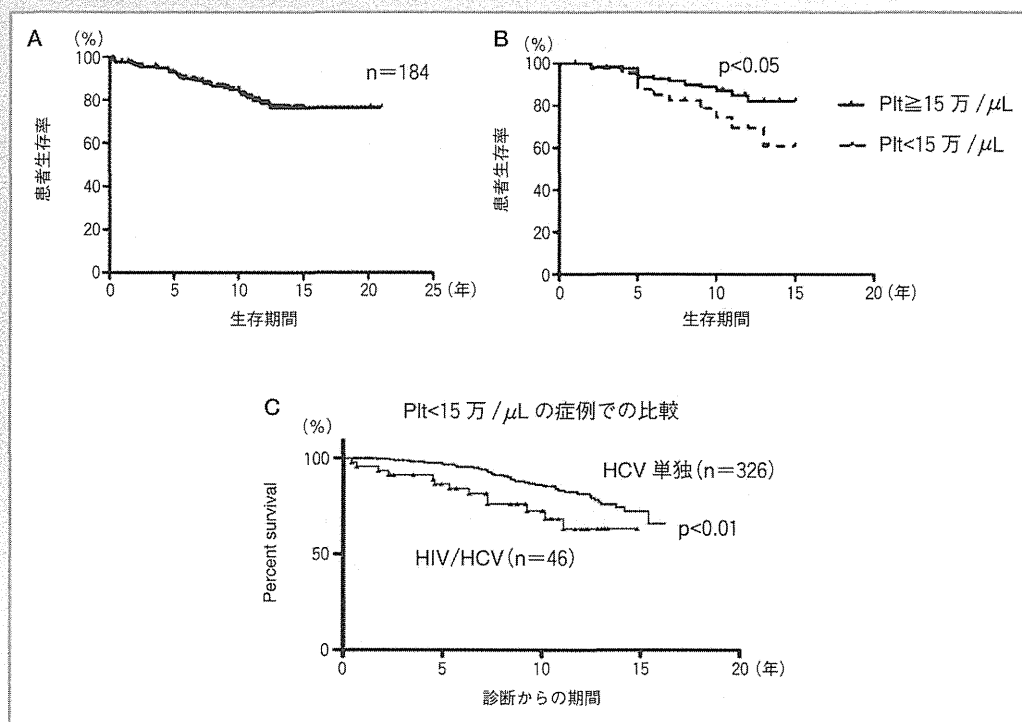 A
(%)
100
80
60
40
20
0
患者生存率
n=184
0 5 10 15 20 25 (年)
生存期間
B
(%)
100
80
60
40
20
0
患者生存率
p<0.05
Plt≧15 万 /μL
Plt<15 万 /μL
0 5 10 15 20 (年)
生存期間
C
Plt<15 万 /μL の症例での比較
(%)
100
50
0
Percent survival
HCV 単独 (n=326)
p<0.01
HIV/HCV (n=46)
0 5 10 15 20 (年)
診断からの期間